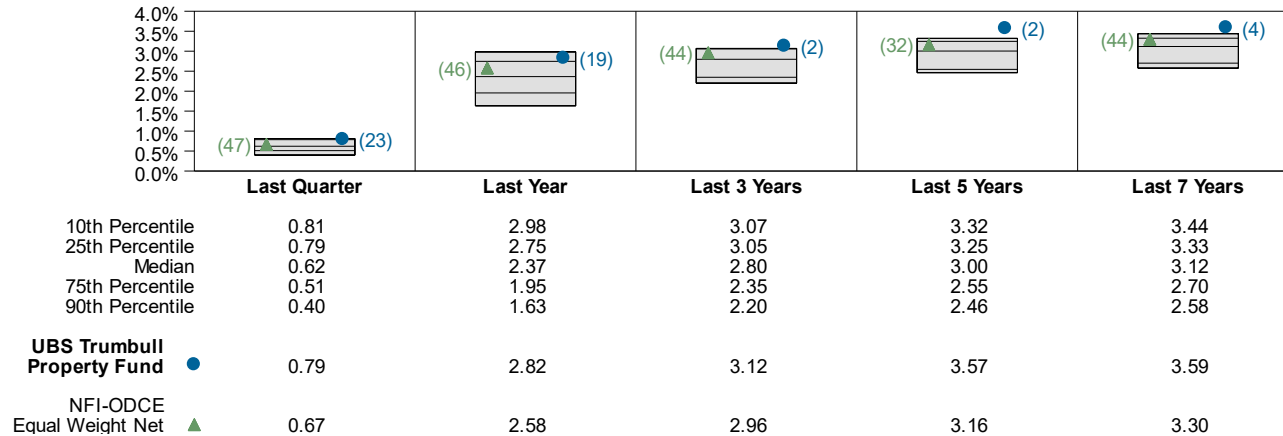 4.0%
3.5%
3.0%
2.5%
2.0%
1.5%
1.0%
0.5%
0.0%
(47) (23)
(46) (19)
(44) (2)
(32) (2)
(44) (4)
Last Quarter Last Year Last 3 Years Last 5 Years Last 7 Years
10th Percentile 0.81 2.98 3.07 3.32 3.44
25th Percentile 0.79 2.75 3.05 3.25 3.33
Median 0.62 2.37 2.80 3.00 3.12
75th Percentile 0.51 1.95 2.35 2.55 2.70
90th Percentile 0.40 1.63 2.20 2.46 2.58
UBS Trumbull
Property Fund 0.79 2.82 3.12 3.57 3.59
NFI-ODCE
Equal Weight Net 0.67 2.58 2.96 3.16 3.30